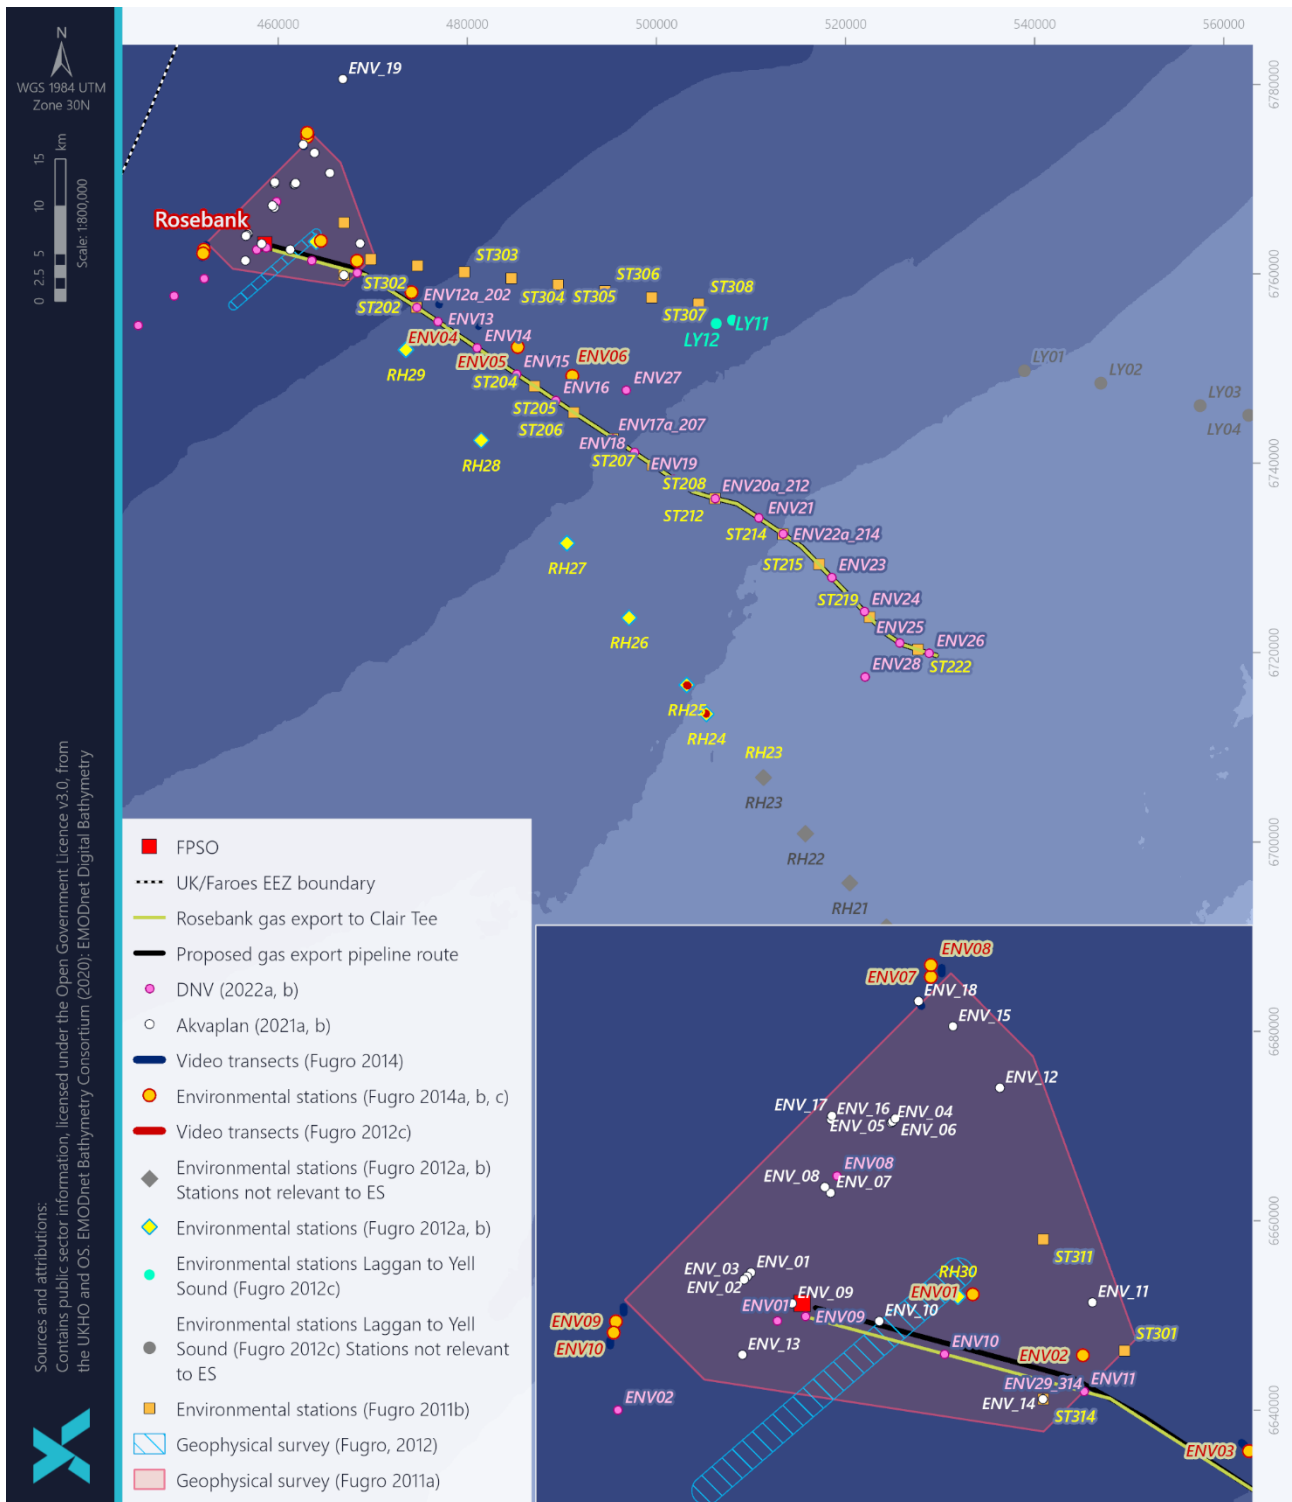 460000
480000
500000
520000
540000
560000
N
WGS 1984 UTM
Zone 30N
0 2.5 5 10 15
km
Scale: 1:800,000
6780000
6760000
6740000
6720000
6700000
6680000
6660000
6640000
ENV_19
Rosebank
ST303
ST302
ST304
ST305
ST306
ST308
ST307
LY11
LY12
ST202
ENV12a_202
ENV13
ENV04
ENV14
RH29
ENV05
ENV15
ENV06
ST204
ENV16
ENV27
ST205
ST206
ENV17a_207
ENV18
ST207
ENV19
RH28
ST208
ENV20a_212
ST212
ENV21
ST214
ENV22a_214
ST215
ENV23
ST219
ENV24
ENV25
ENV26
ENV28
ST222
LY01
LY02
LY03
LY04
RH27
RH26
RH25
RH24
RH23
RH23
RH22
RH21
FPSO
UK/Faroes EEZ boundary
Rosebank gas export to Clair Tee
Proposed gas export pipeline route
DNV (2022a, b)
Akvaplan (2021a, b)
Video transects (Fugro 2014)
Environmental stations (Fugro 2014a, b, c)
Video transects (Fugro 2012c)
Environmental stations (Fugro 2012a, b)
Stations not relevant to ES
Environmental stations (Fugro 2012a, b)
Environmental stations Laggan to Yell
Sound (Fugro 2012c)
Environmental stations Laggan to Yell
Sound (Fugro 2012c) Stations not relevant
to ES
Environmental stations (Fugro 2011b)
Geophysical survey (Fugro, 2012)
Geophysical survey (Fugro 2011a)
ENV08
ENV07
ENV_18
ENV_15
ENV_12
ENV_17
ENV_16
ENV_04
ENV_05
ENV_06
ENV08
ENV_08
ENV_07
ST311
ENV_03
ENV_01
ENV_02
RH30
ENV01
ENV_09
ENV_11
ENV01
ENV09
ENV_10
ENV09
ENV10
ENV_13
ENV10
ENV02
ST301
ENV29_314
ENV11
ENV_14
ST314
ENV02
ENV03
Sources and attributions:
Contains public sector information, licensed under the Open Government Licence v3.0, from
the UKHO and OS. EMODnet Bathymetry Consortium (2020): EMODnet Digital Bathymetry